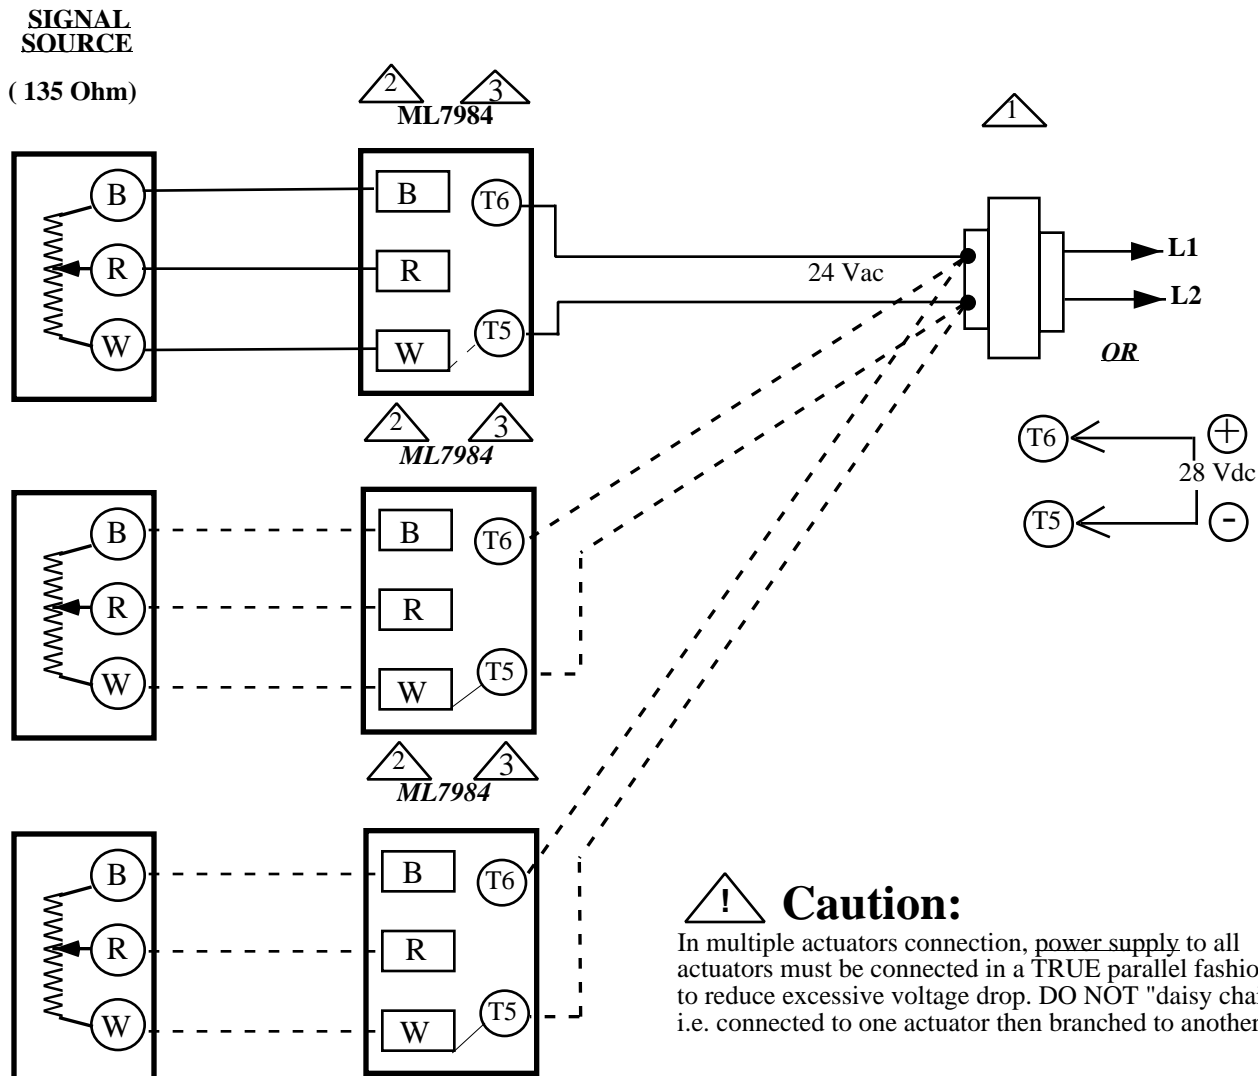 SIGNAL
SOURCE
( 135 Ohm)
2
3
ML7984
1
B
R
W
B
R
W
T6
T5
24 Vac
L1
L2
OR
T6
+
28 Vdc
T5
-
2
3
ML7984
B
R
W
B
R
W
T6
T5
2
3
ML7984
B
R
W
B
R
W
T6
T5
! Caution:
In multiple actuators connection, power supply to all
actuators must be connected in a TRUE parallel fashio
to reduce excessive voltage drop. DO NOT "daisy cha
i.e. connected to one actuator then branched to another